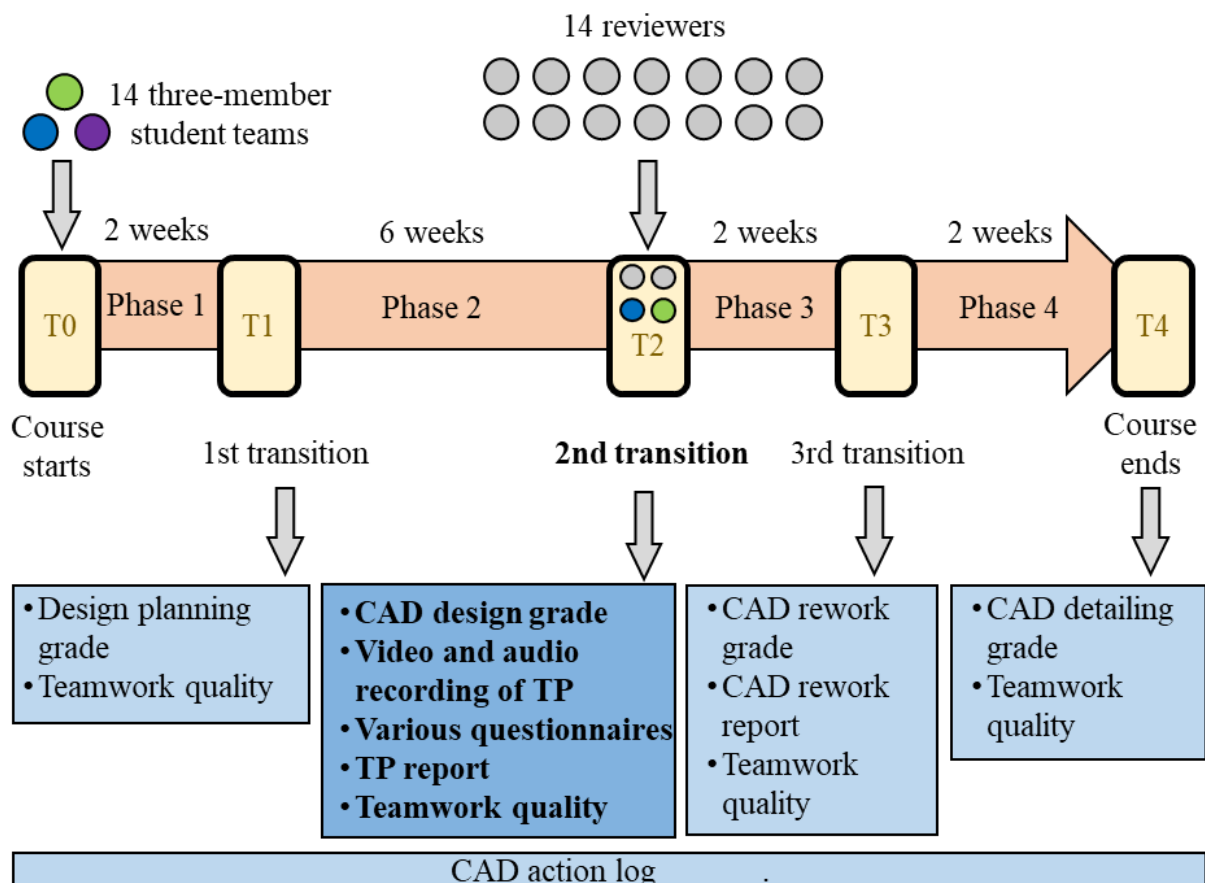 14 reviewers
14 three-member
student teams
2 weeks
6 weeks
2 weeks
2 weeks
T0
Phase 1
T1
Phase 2
T2
Phase 3
T3
Phase 4
T4
Course
starts
1st transition
2nd transition
3rd transition
Course
ends
• Design planning
grade
• Teamwork quality
• CAD design grade
• Video and audio
recording of TP
• Various questionnaires
• TP report
• Teamwork quality
• CAD rework
grade
• CAD rework
report
• Teamwork
quality
• CAD detailing
grade
• Teamwork
quality
CAD action log .